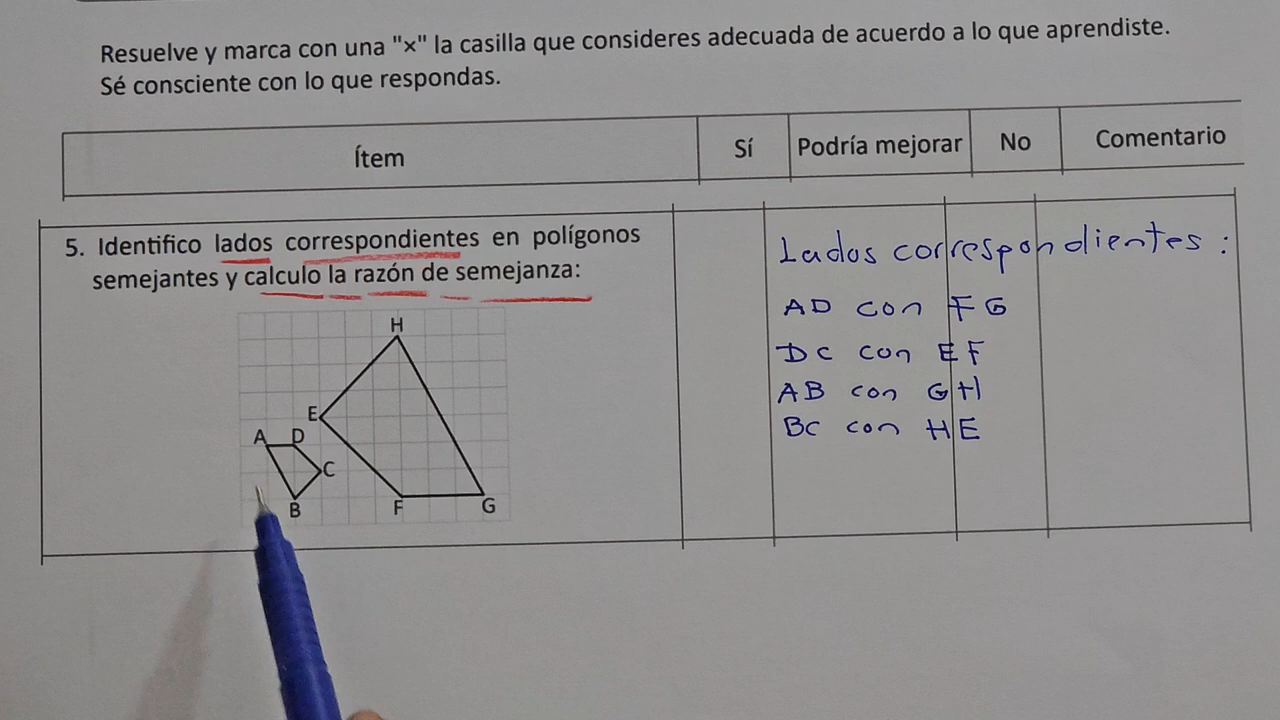 Resuelve y marca con una "×" la casilla que consideres adecuada de acuerdo a lo que aprendiste.
Sé consciente con lo que respondas.
Ítem
Sí
Podría mejorar
No
Comentario
5. Identifico lados correspondientes en polígonos
semejantes y calculo la razón de semejanza:
H
E
A
D
C
B
F
G
Lados correspondientes:
AD con FG
DC con EF
AB con GH
BC con HE